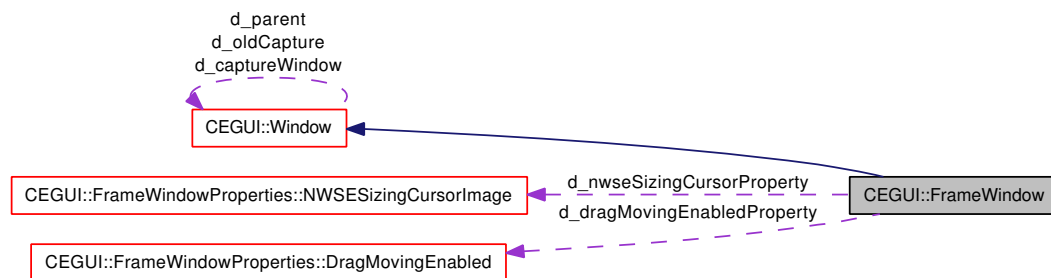 d_parent
d_oldCapture
d_captureWindow
CEGUI::Window
d_nwseSizingCursorProperty
CEGUI::FrameWindowProperties::NWSESizingCursorImage
CEGUI::FrameWindow
d_dragMovingEnabledProperty
CEGUI::FrameWindowProperties::DragMovingEnabled